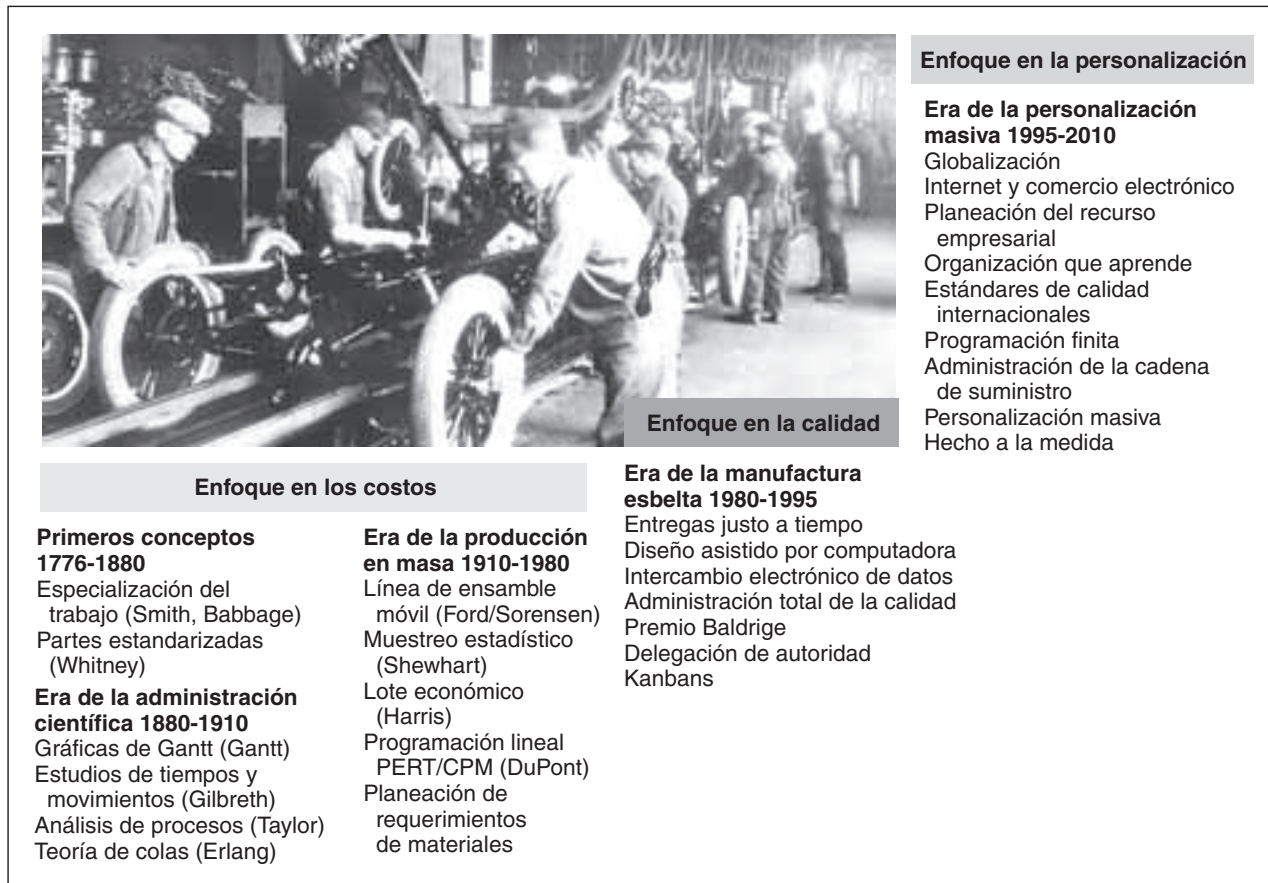 Enfoque en los costos
Primeros conceptos
1776-1880
Especialización del
trabajo (Smith, Babbage)
Partes estandarizadas
(Whitney)
Era de la administración
científica 1880-1910
Gráficas de Gantt (Gantt)
Estudios de tiempos y
movimientos (Gilbreth)
Análisis de procesos (Taylor)
Teoría de colas (Erlang)
Era de la producción
en masa 1910-1980
Línea de ensamble
móvil (Ford/Sorensen)
Muestreo estadístico
(Shewhart)
Lote económico
(Harris)
Programación lineal
PERT/CPM (DuPont)
Planeación de
requerimientos
de materiales
Enfoque en la calidad
Era de la manufactura
esbelta 1980-1995
Entregas justo a tiempo
Diseño asistido por computadora
Intercambio electrónico de datos
Administración total de la calidad
Premio Baldrige
Delegación de autoridad
Kanbans
Enfoque en la personalización
Era de la personalización
masiva 1995-2010
Globalización
Internet y comercio electrónico
Planeación del recurso
empresarial
Organización que aprende
Estándares de calidad
internacionales
Programación finita
Administración de la cadena
de suministro
Personalización masiva
Hecho a la medida